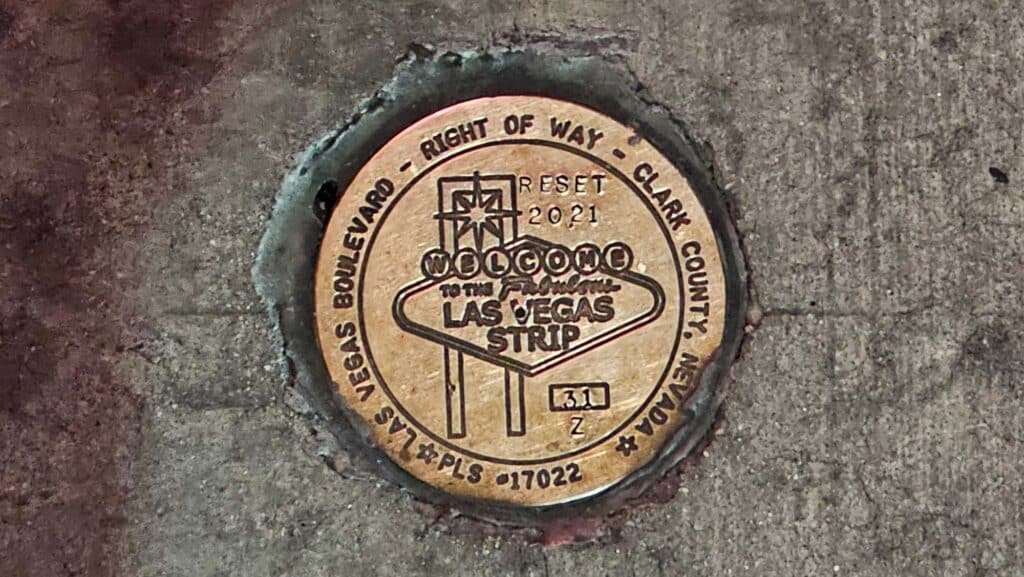 LAS VEGAS BOULEVARD - RIGHT OF WAY - CLARK COUNTY, NEVADA
RESET
2021
WELCOME
TO THE Fabulous
LAS VEGAS
STRIP
31
Z
PLS #17022